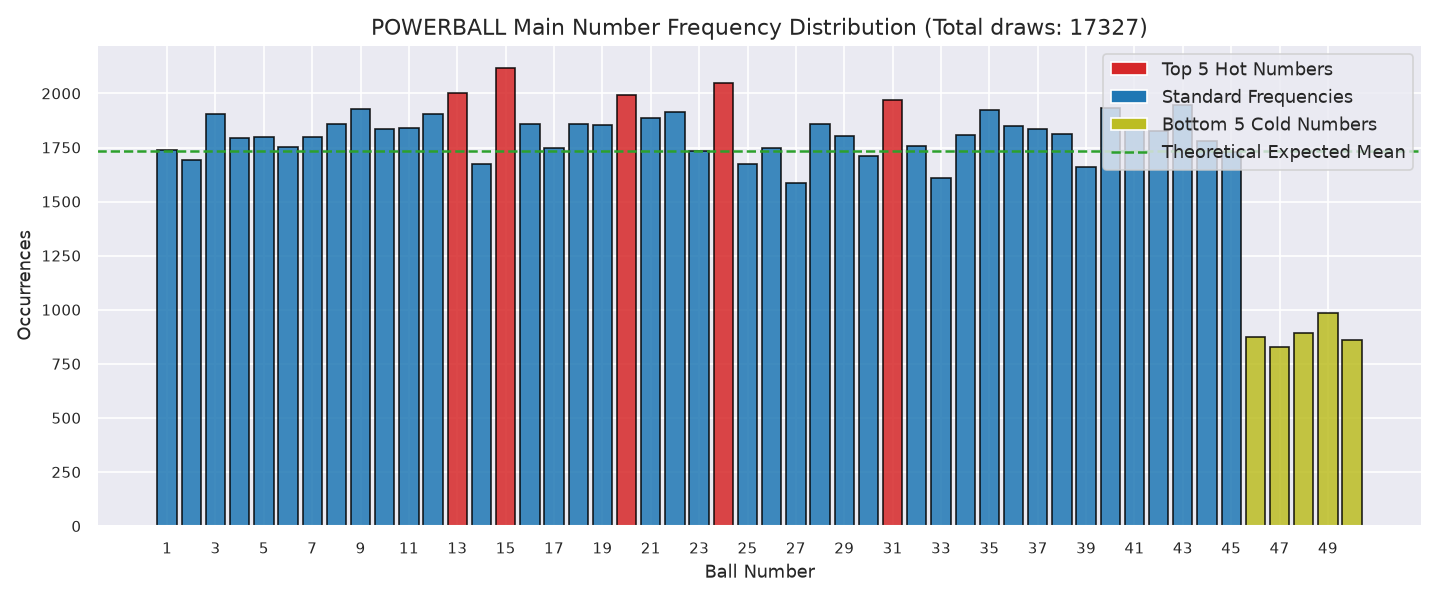 POWERBALL Main Number Frequency Distribution (Total draws: 17327)
Top 5 Hot Numbers
Standard Frequencies
Bottom 5 Cold Numbers
Theoretical Expected Mean
Occurrences
2000
1750
1500
1250
1000
750
500
250
0
1 3 5 7 9 11 13 15 17 19 21 23 25 27 29 31 33 35 37 39 41 43 45 47 49
Ball Number